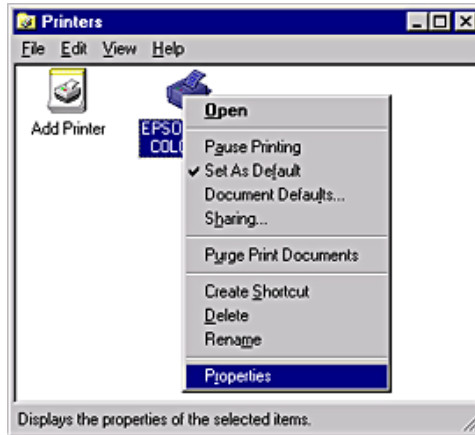 Printers
File Edit View Help
Add Printer
EPSO
COLO
Open
Pause Printing
Set As Default
Document Defaults...
Sharing...
Purge Print Documents
Create Shortcut
Delete
Rename
Properties
Displays the properties of the selected items.